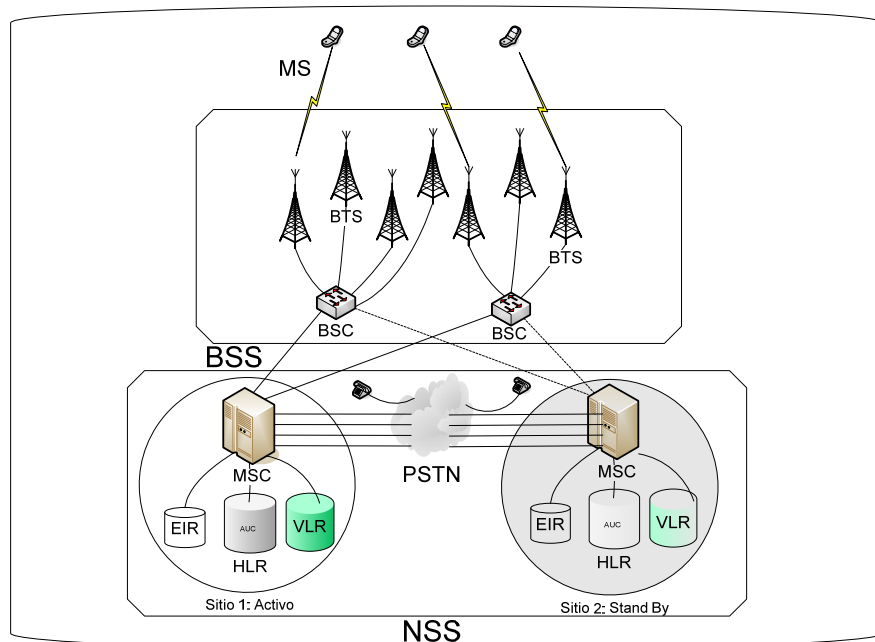 MS
BTS
BTS
BSC
BSC
BSS
PSTN
MSC
MSC
EIR
AUC
VLR
HLR
EIR
AUC
VLR
HLR
Sitio 1: Activo
Sitio 2: Stand By
NSS